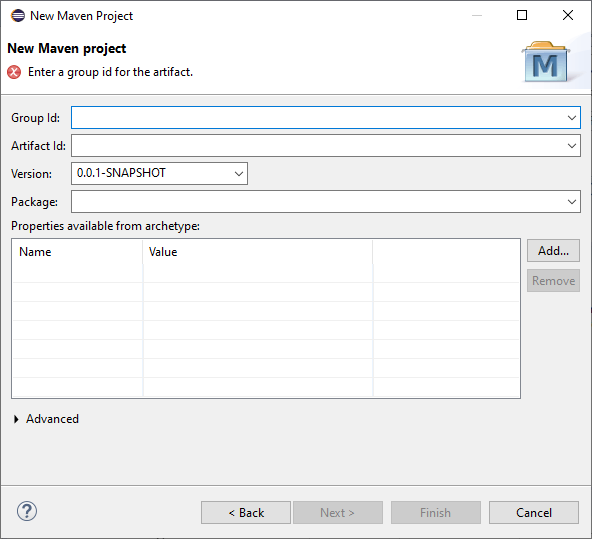 New Maven Project
New Maven project
Enter a group id for the artifact.
M
Group Id:
Artifact Id:
Version: 0.0.1-SNAPSHOT
Package:
Properties available from archetype:
Name Value
Add...
Remove
Advanced
? < Back Next > Finish Cancel